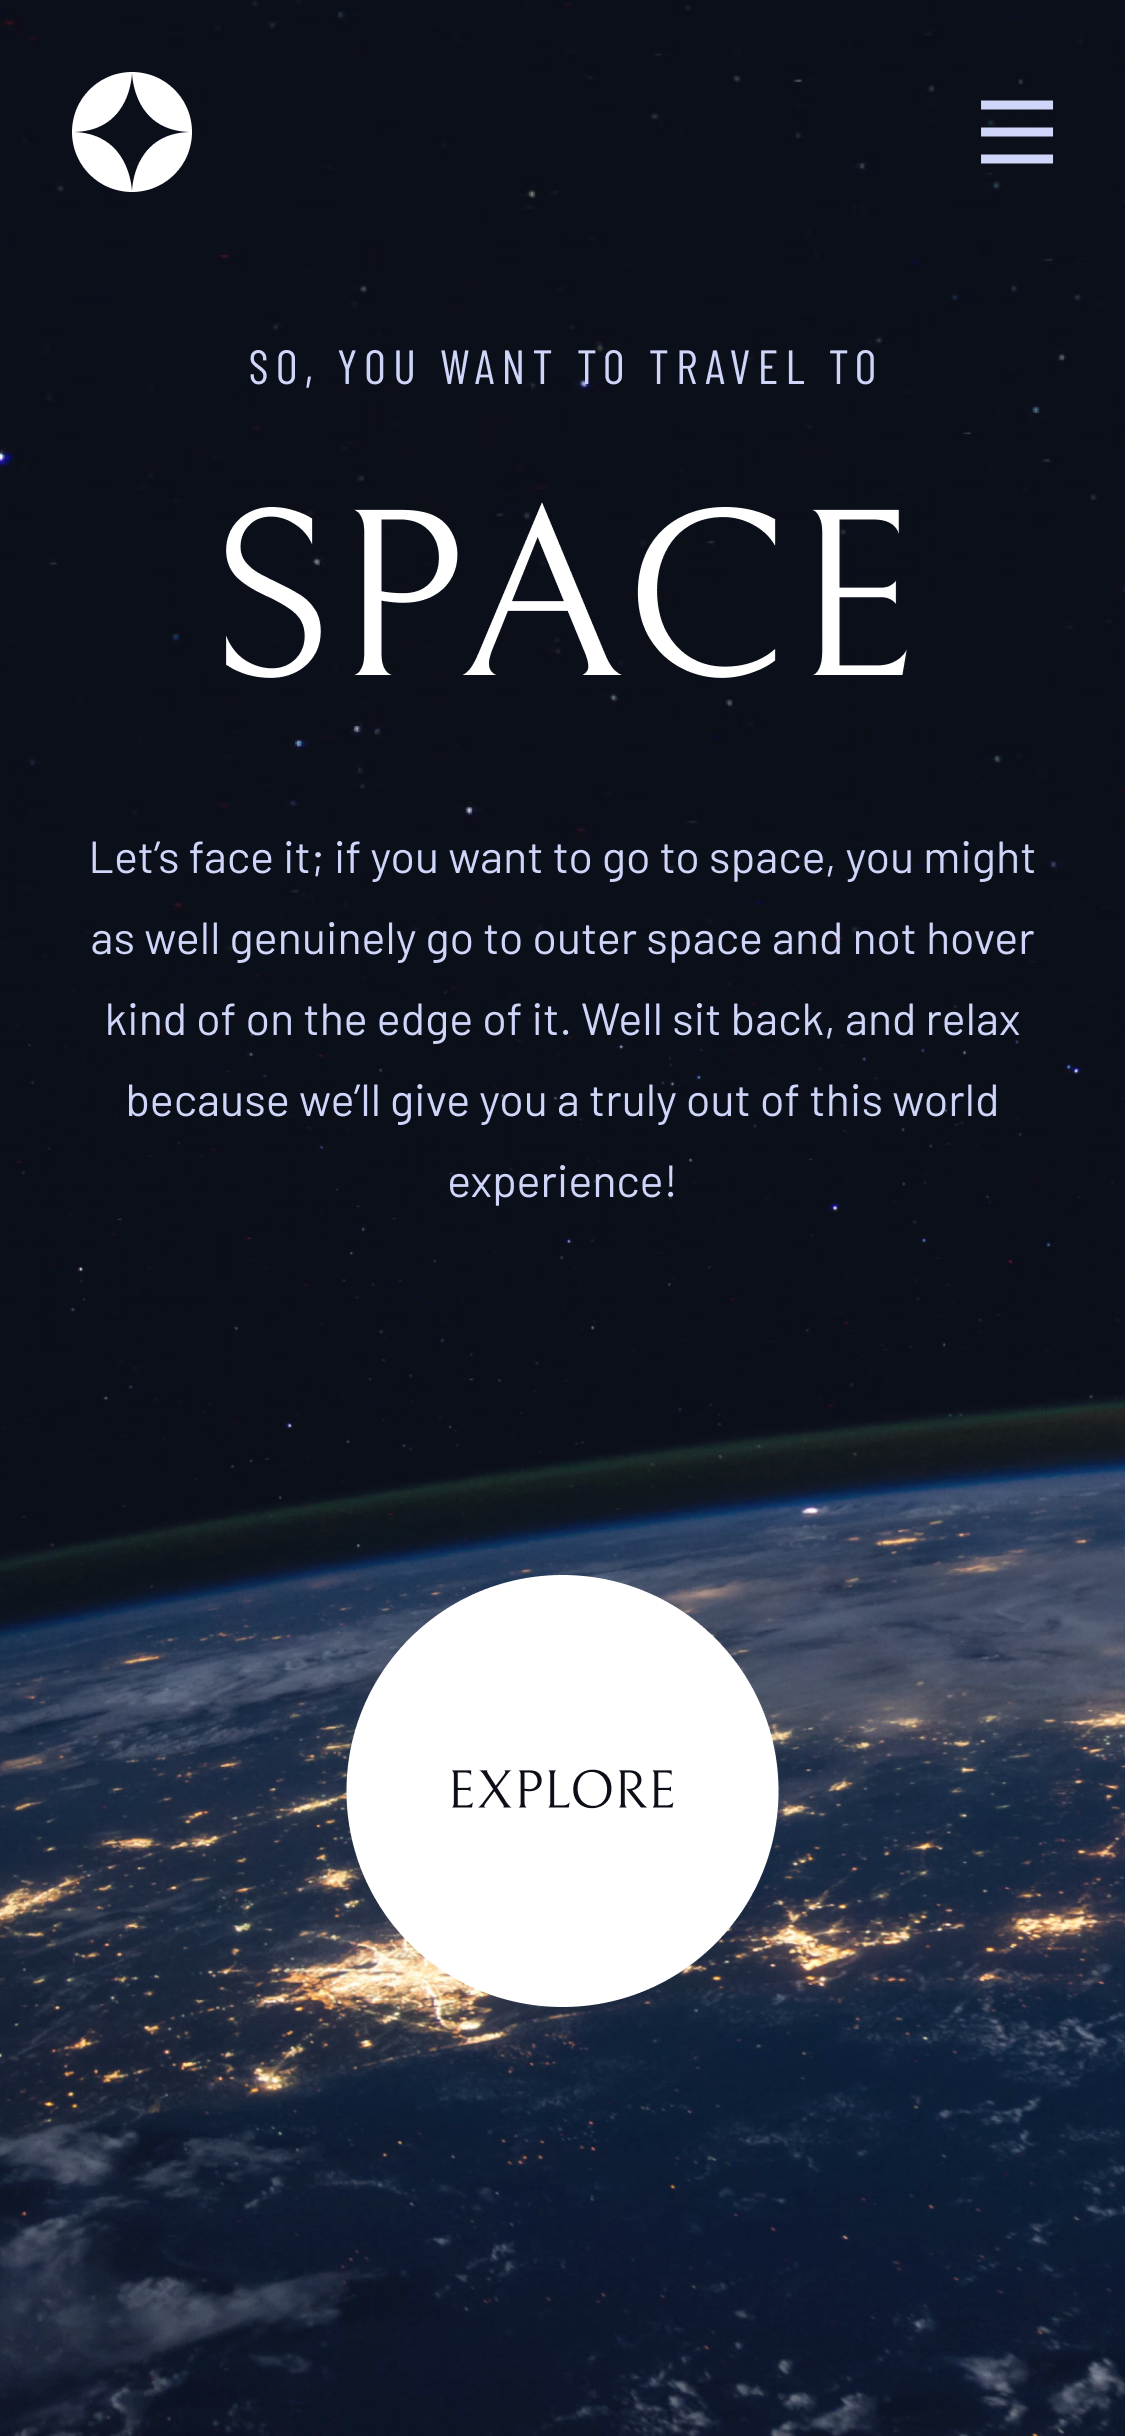 SO, YOU WANT TO TRAVEL TO
SPACE
Let’s face it; if you want to go to space, you might
as well genuinely go to outer space and not hover
kind of on the edge of it. Well sit back, and relax
because we’ll give you a truly out of this world
experience!
EXPLORE